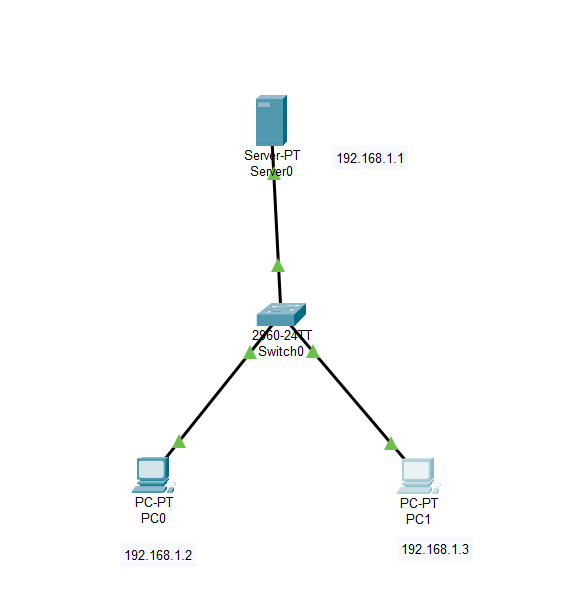 Server-PT
Server0
192.168.1.1
2960-24TT
Switch0
PC-PT
PC0
192.168.1.2
PC-PT
PC1
192.168.1.3